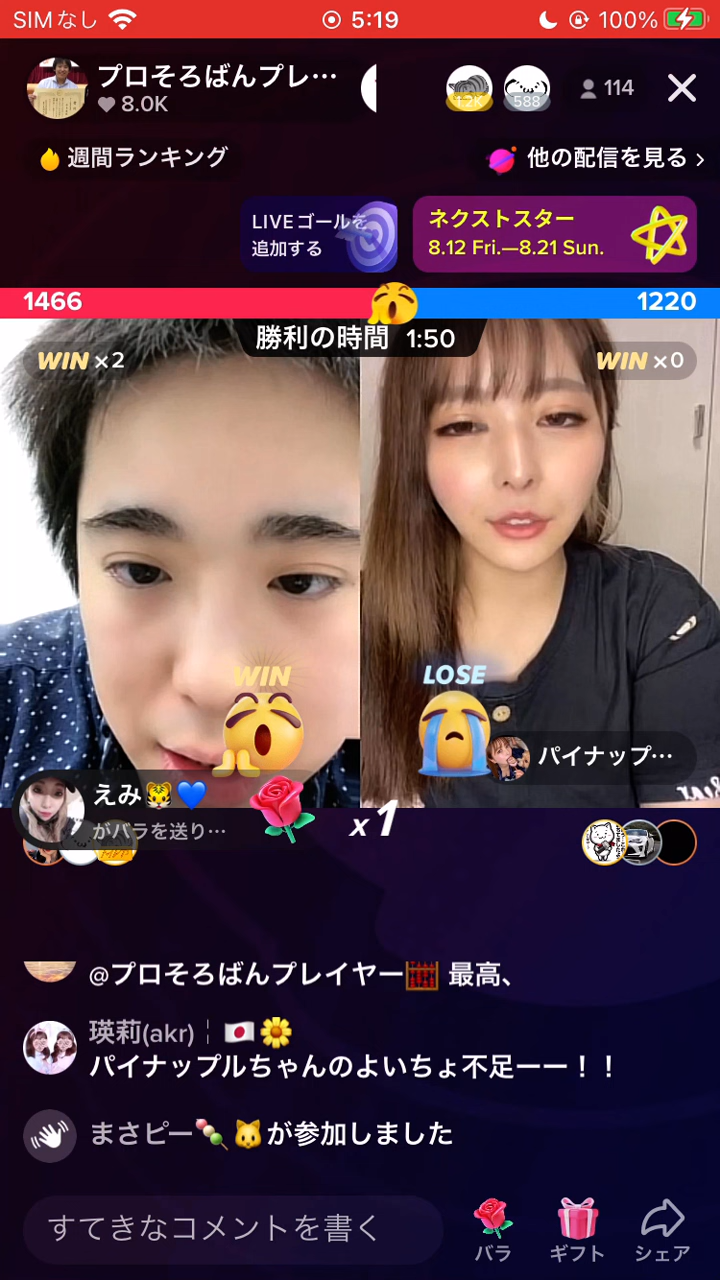 SIMなし 5:19 100%
プロそろばんプレ…
8.0K
1.2K 588 114
週間ランキング
他の配信を見る
LIVEゴールを
追加する
ネクストスター
8.12 Fri.—8.21 Sun.
1466 1220
勝利の時間 1:50
WIN ×2
WIN ×0
WIN
LOSE
パイナップ…
えみ🐯💙
がバラを送り…
x1
@プロそろばんプレイヤー🧮 最高、
瑛莉(akr)¦🇯🇵🌼
パイナップルちゃんのよいちょ不足ーー！！
まさピー🍡🐱が参加しました
すてきなコメントを書く
バラ ギフト シェア